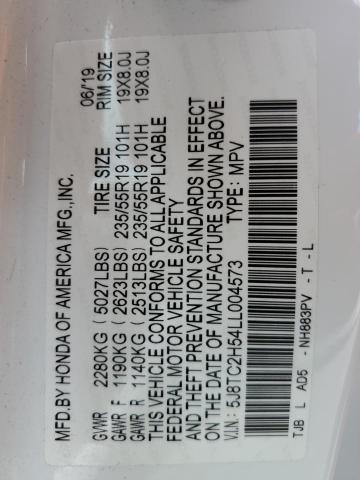 MFD.BY HONDA OF AMERICA MFG.,INC. 06/19
GVWR 2280KG (5027LBS) TIRE SIZE RIM SIZE
GAWR F 1190KG (2623LBS) 235/55R19 101H 19X8.0J
GAWR R 1140KG (2513LBS) 235/55R19 101H 19X8.0J
THIS VEHICLE CONFORMS TO ALL APPLICABLE
FEDERAL MOTOR VEHICLE SAFETY
AND THEFT PREVENTION STANDARDS IN EFFECT
ON THE DATE OF MANUFACTURE SHOWN ABOVE.
V.I.N.: 5J8TC2H54LL004573 TYPE: MPV
TJB L AD5 - NH883PV - T - L